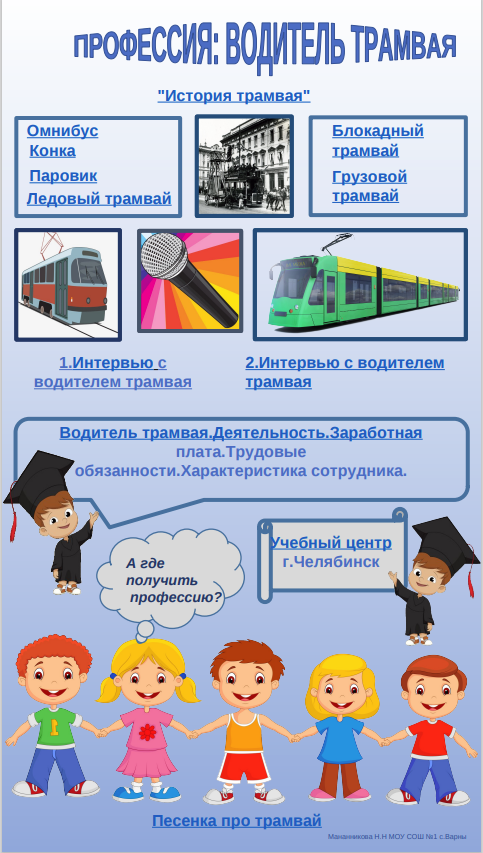 ПРОФЕССИЯ: ВОДИТЕЛЬ ТРАМВАЯ
"История трамвая"
Омнибус
Конка
Паровик
Ледовый трамвай
Блокадный
трамвай
Грузовой
трамвай
1.Интервью с
водителем трамвая
2.Интервью с водителем
трамвая
Водитель трамвая.Деятельность.Заработная
плата.Трудовые
обязанности.Характеристика сотрудника.
А где
получить
профессию?
Учебный центр
г.Челябинск
Песенка про трамвай
Мананникова Н.Н МОУ СОШ №1 с.Варны